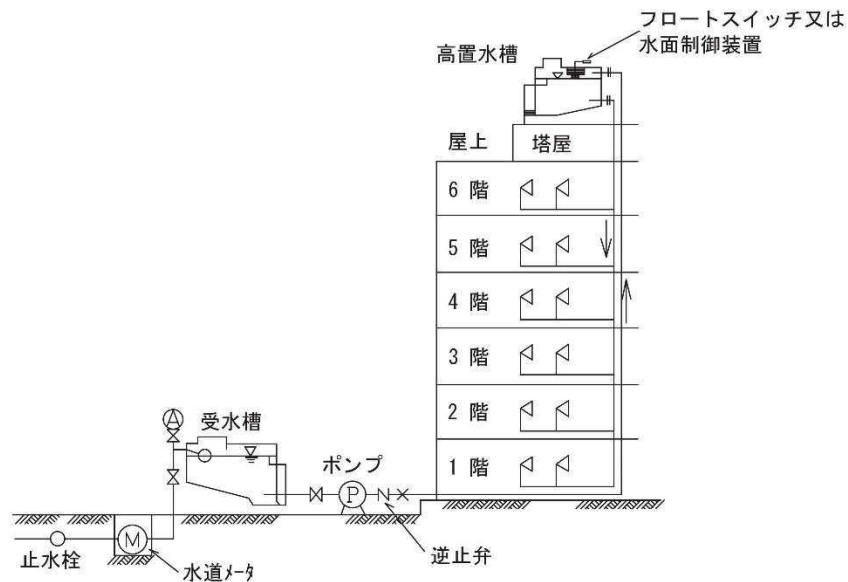 フロートスイッチ又は
水面制御装置
高置水槽
屋上
塔屋
6 階
5 階
4 階
3 階
2 階
1 階
A
受水槽
ポンプ
P
M
止水栓
水道メータ
逆止弁